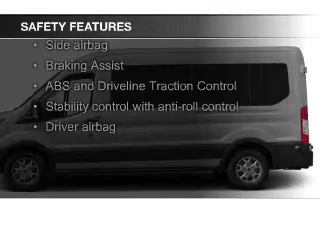 SAFETY FEATURES
• Side airbag
• Braking Assist
• ABS and Driveline Traction Control
• Stability control with anti-roll control
• Driver airbag